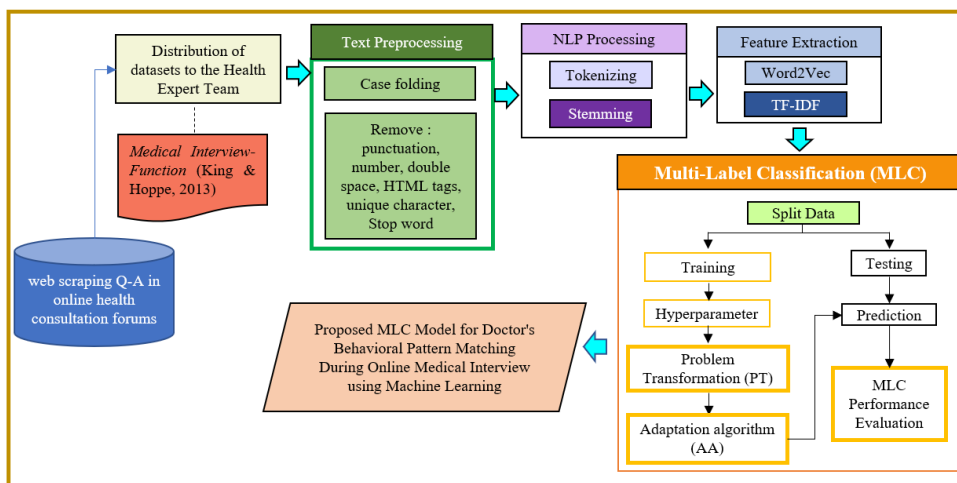 Distribution of
datasets to the Health
Expert Team
Medical Interview-
Function (King &
Hoppe, 2013)
web scraping Q-A in
online health
consultation forums
Text Preprocessing
Case folding
Remove :
punctuation,
number, double
space, HTML tags,
unique character,
Stop word
NLP Processing
Tokenizing
Stemming
Feature Extraction
Word2Vec
TF-IDF
Multi-Label Classification (MLC)
Split Data
Training
Hyperparameter
Problem
Transformation (PT)
Adaptation algorithm
(AA)
Testing
Prediction
MLC
Performance
Evaluation
Proposed MLC Model for Doctor's
Behavioral Pattern Matching
During Online Medical Interview
using Machine Learning